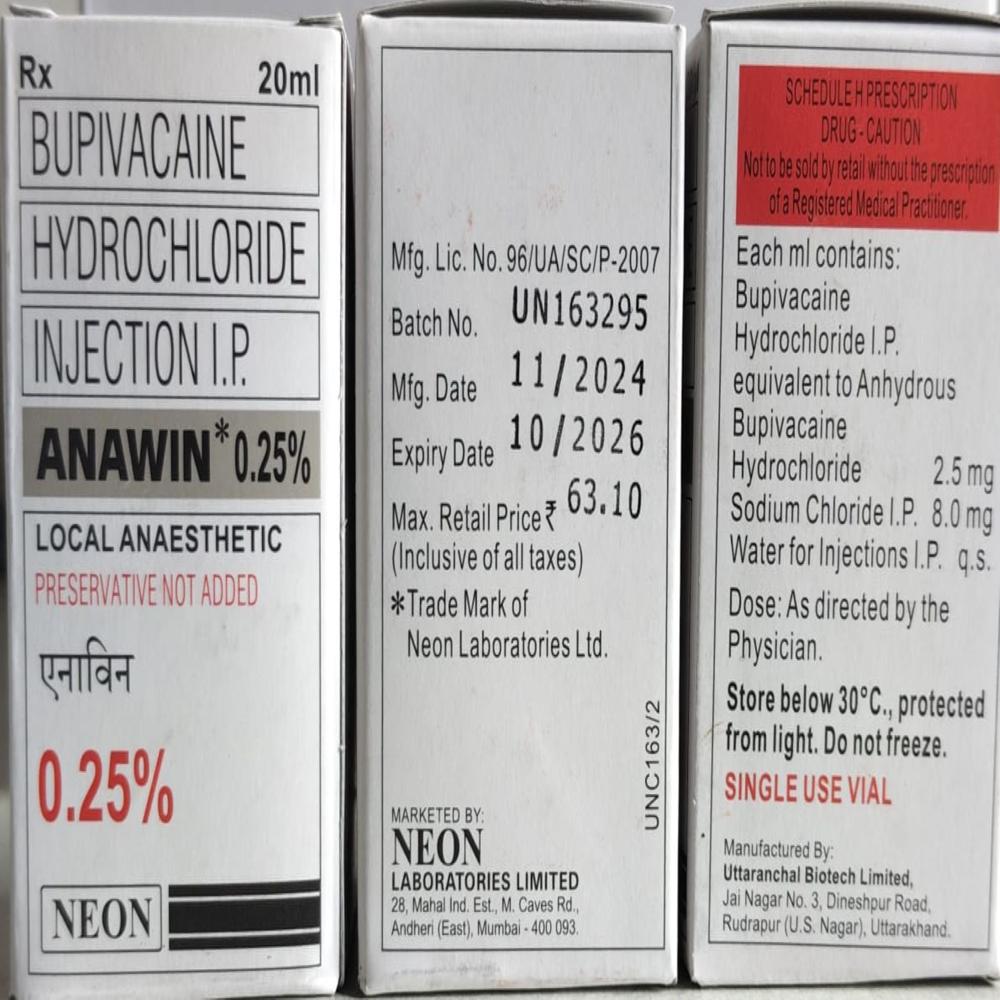 Rx 20ml
BUPIVACAINE
HYDROCHLORIDE
INJECTION I.P.
ANAWIN* 0.25%
LOCAL ANAESTHETIC
PRESERVATIVE NOT ADDED
एनाविन
0.25%
NEON
Mfg. Lic. No. 96/UA/SC/P-2007
Batch No. UN163295
Mfg. Date 11/2024
Expiry Date 10/2026
Max. Retail Price ₹ 63.10
(Inclusive of all taxes)
*Trade Mark of
Neon Laboratories Ltd.
UNC163/2
MARKETED BY:
NEON
LABORATORIES LIMITED
28, Mahal Ind. Est., M. Caves Rd.,
Andheri (East), Mumbai - 400 093.
SCHEDULE H PRESCRIPTION
DRUG - CAUTION
Not to be sold by retail without the prescription
of a Registered Medical Practitioner.
Each ml contains:
Bupivacaine
Hydrochloride I.P.
equivalent to Anhydrous
Bupivacaine
Hydrochloride 2.5 mg
Sodium Chloride I.P. 8.0 mg
Water for Injections I.P. q.s.
Dose: As directed by the
Physician.
Store below 30°C., protected
from light. Do not freeze.
SINGLE USE VIAL
Manufactured By:
Uttaranchal Biotech Limited,
Jai Nagar No. 3, Dineshpur Road,
Rudrapur (U.S. Nagar), Uttarakhand.